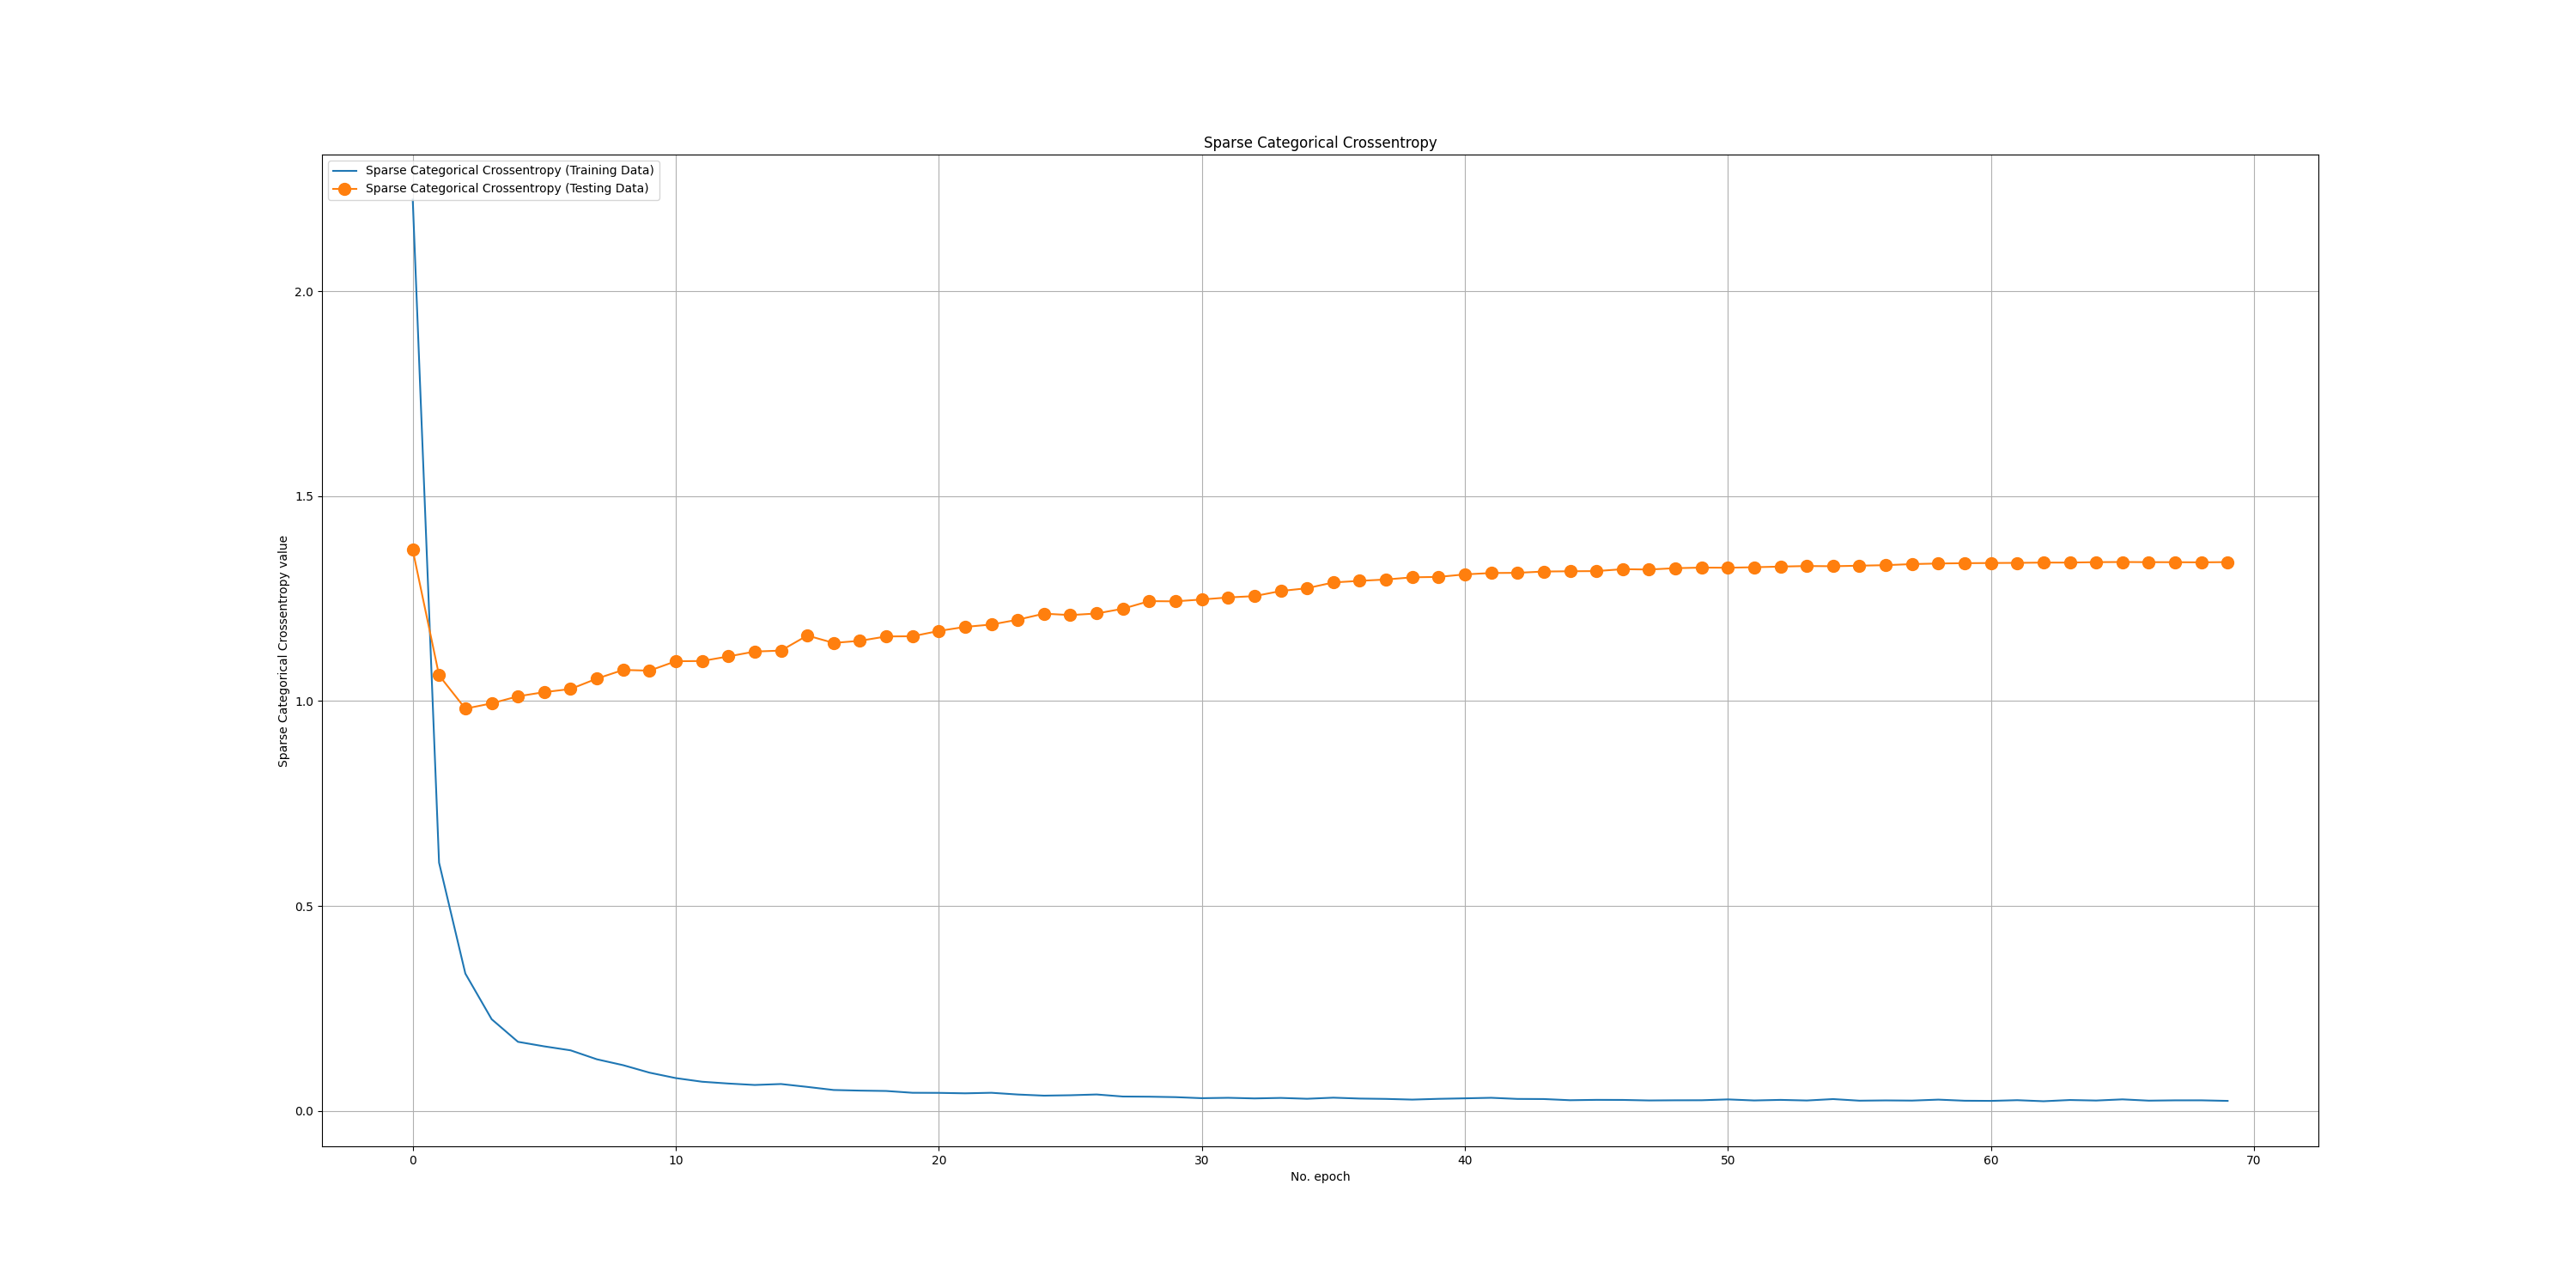 Sparse Categorical Crossentropy
Sparse Categorical Crossentropy (Training Data)
Sparse Categorical Crossentropy (Testing Data)
Sparse Categorical Crossentropy value
2.0
1.5
1.0
0.5
0.0
0 10 20 30 40 50 60 70
No. epoch